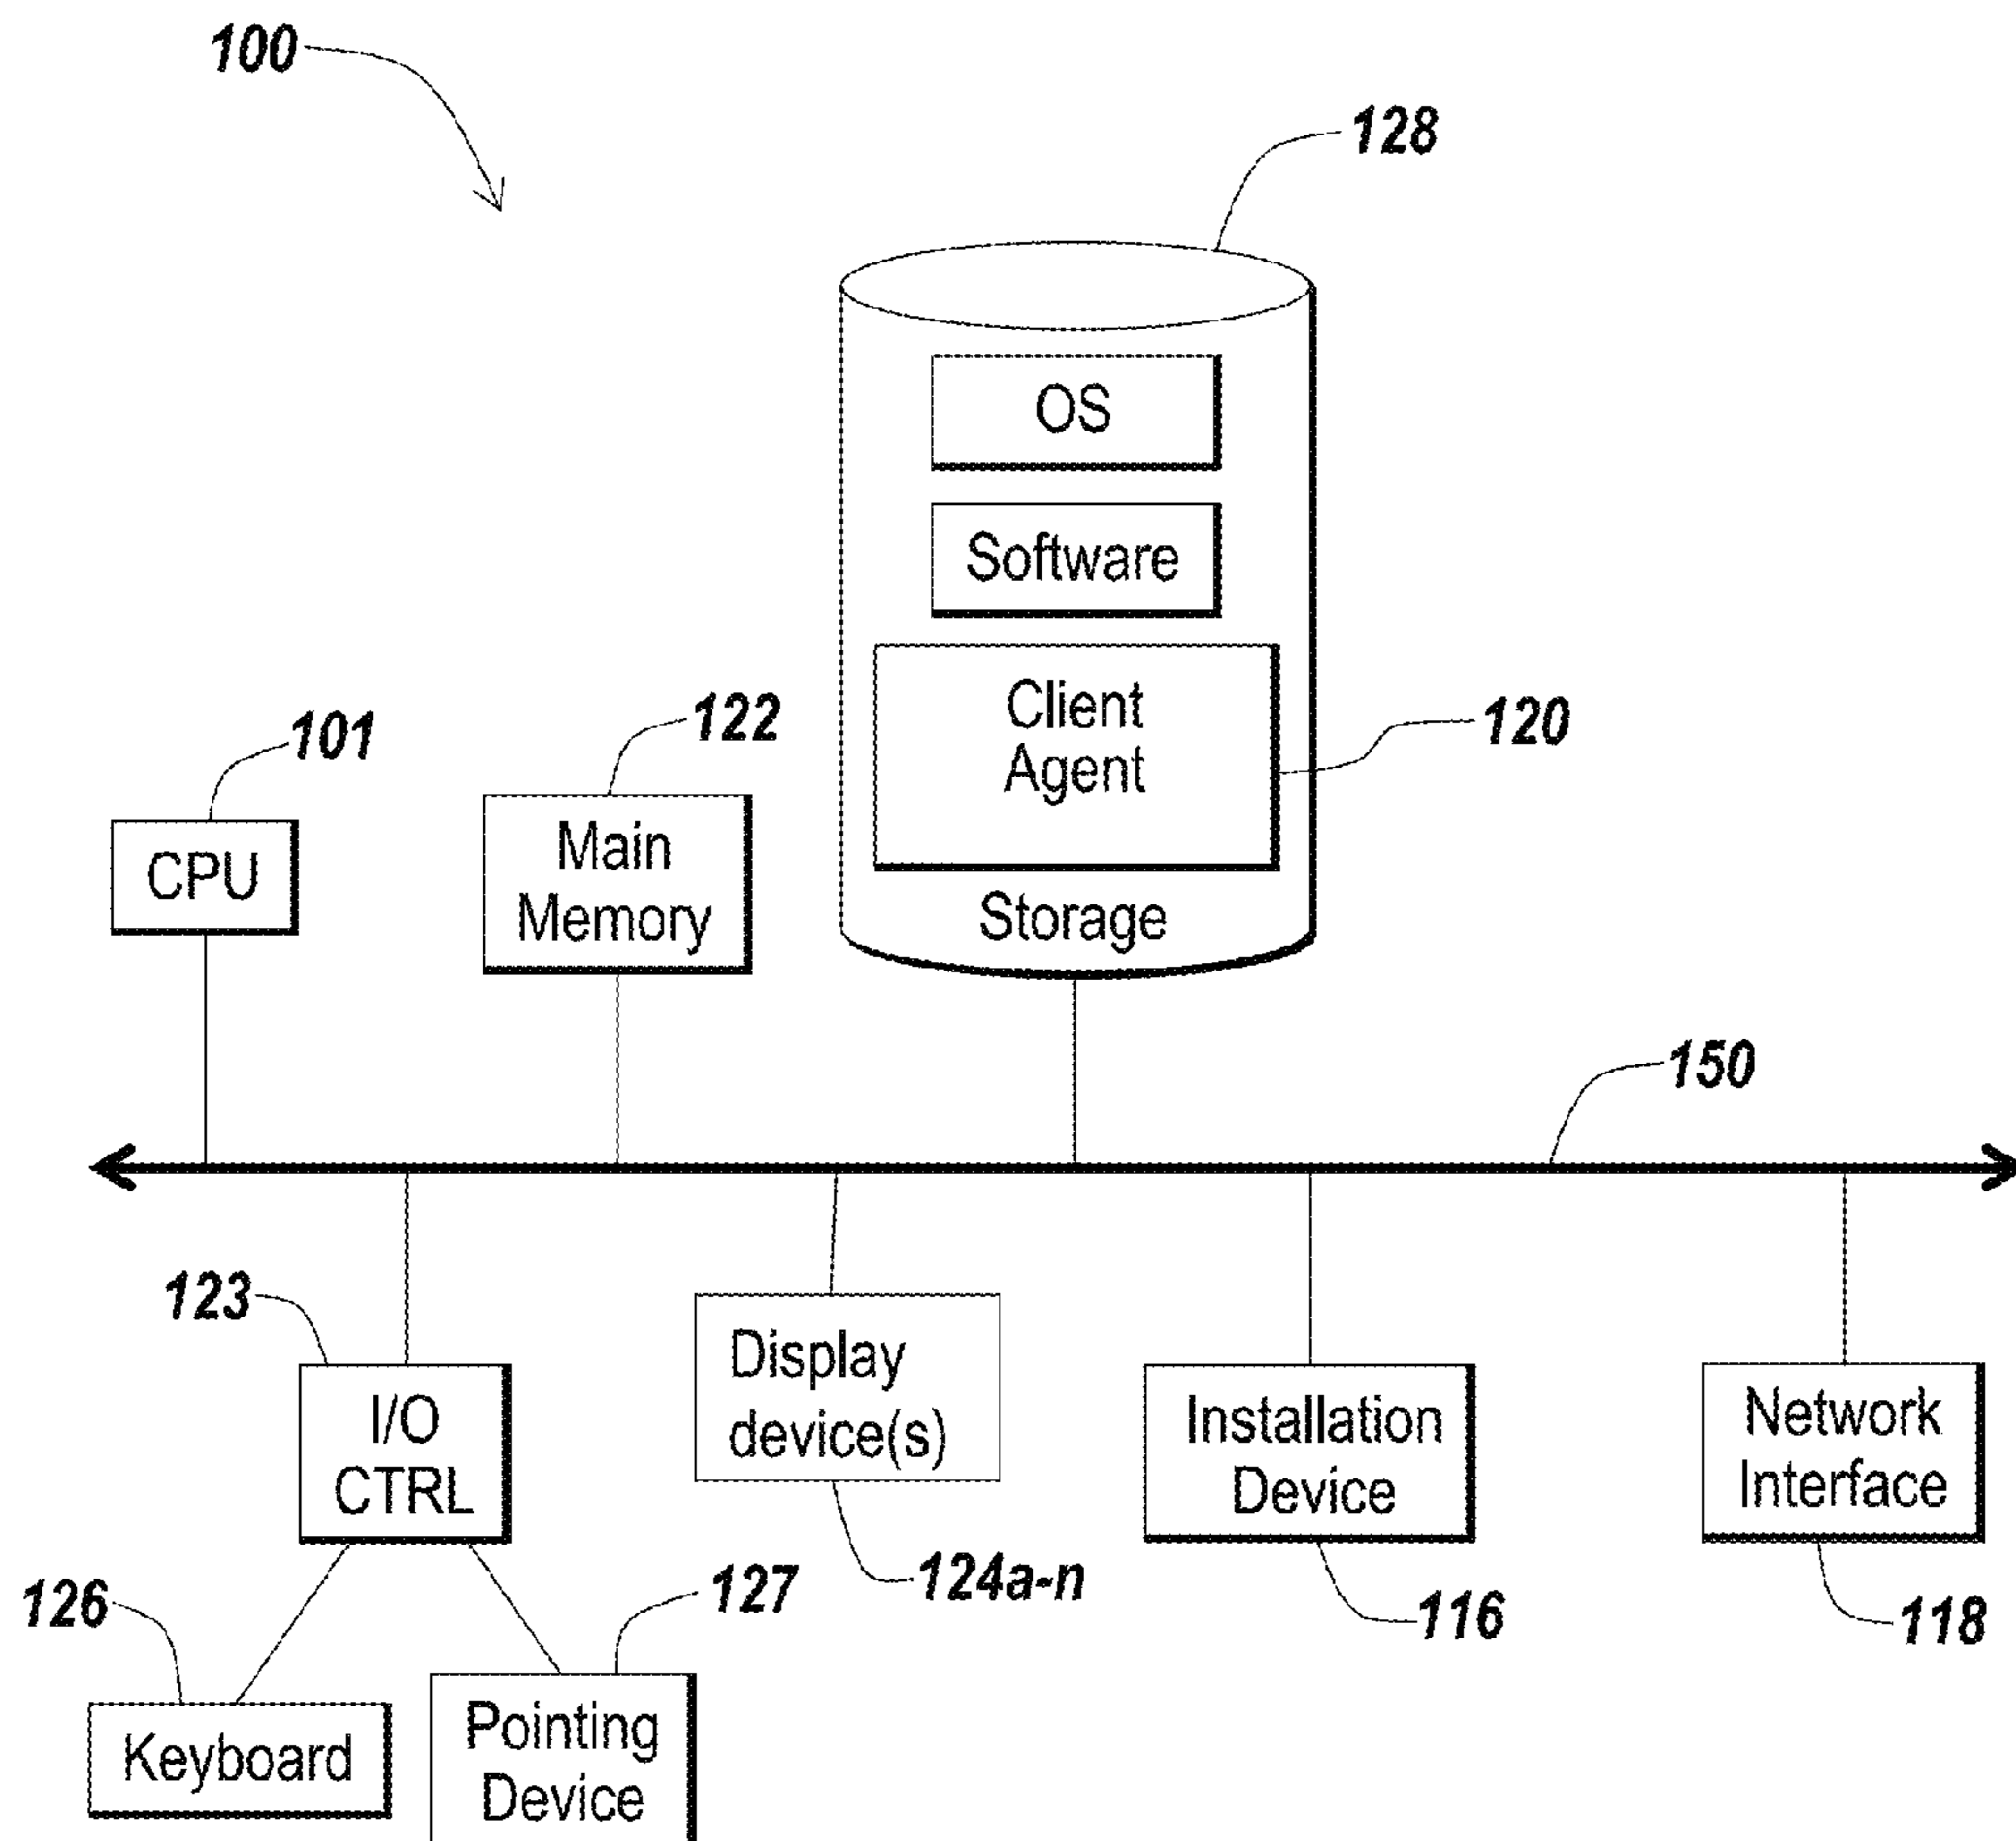 100
128
OS
Software
Client
Agent
120
Storage
101
CPU
122
Main
Memory
150
123
I/O
CTRL
Display
device(s)
124a-n
Installation
Device
116
Network
Interface
118
126
Keyboard
127
Pointing
Device